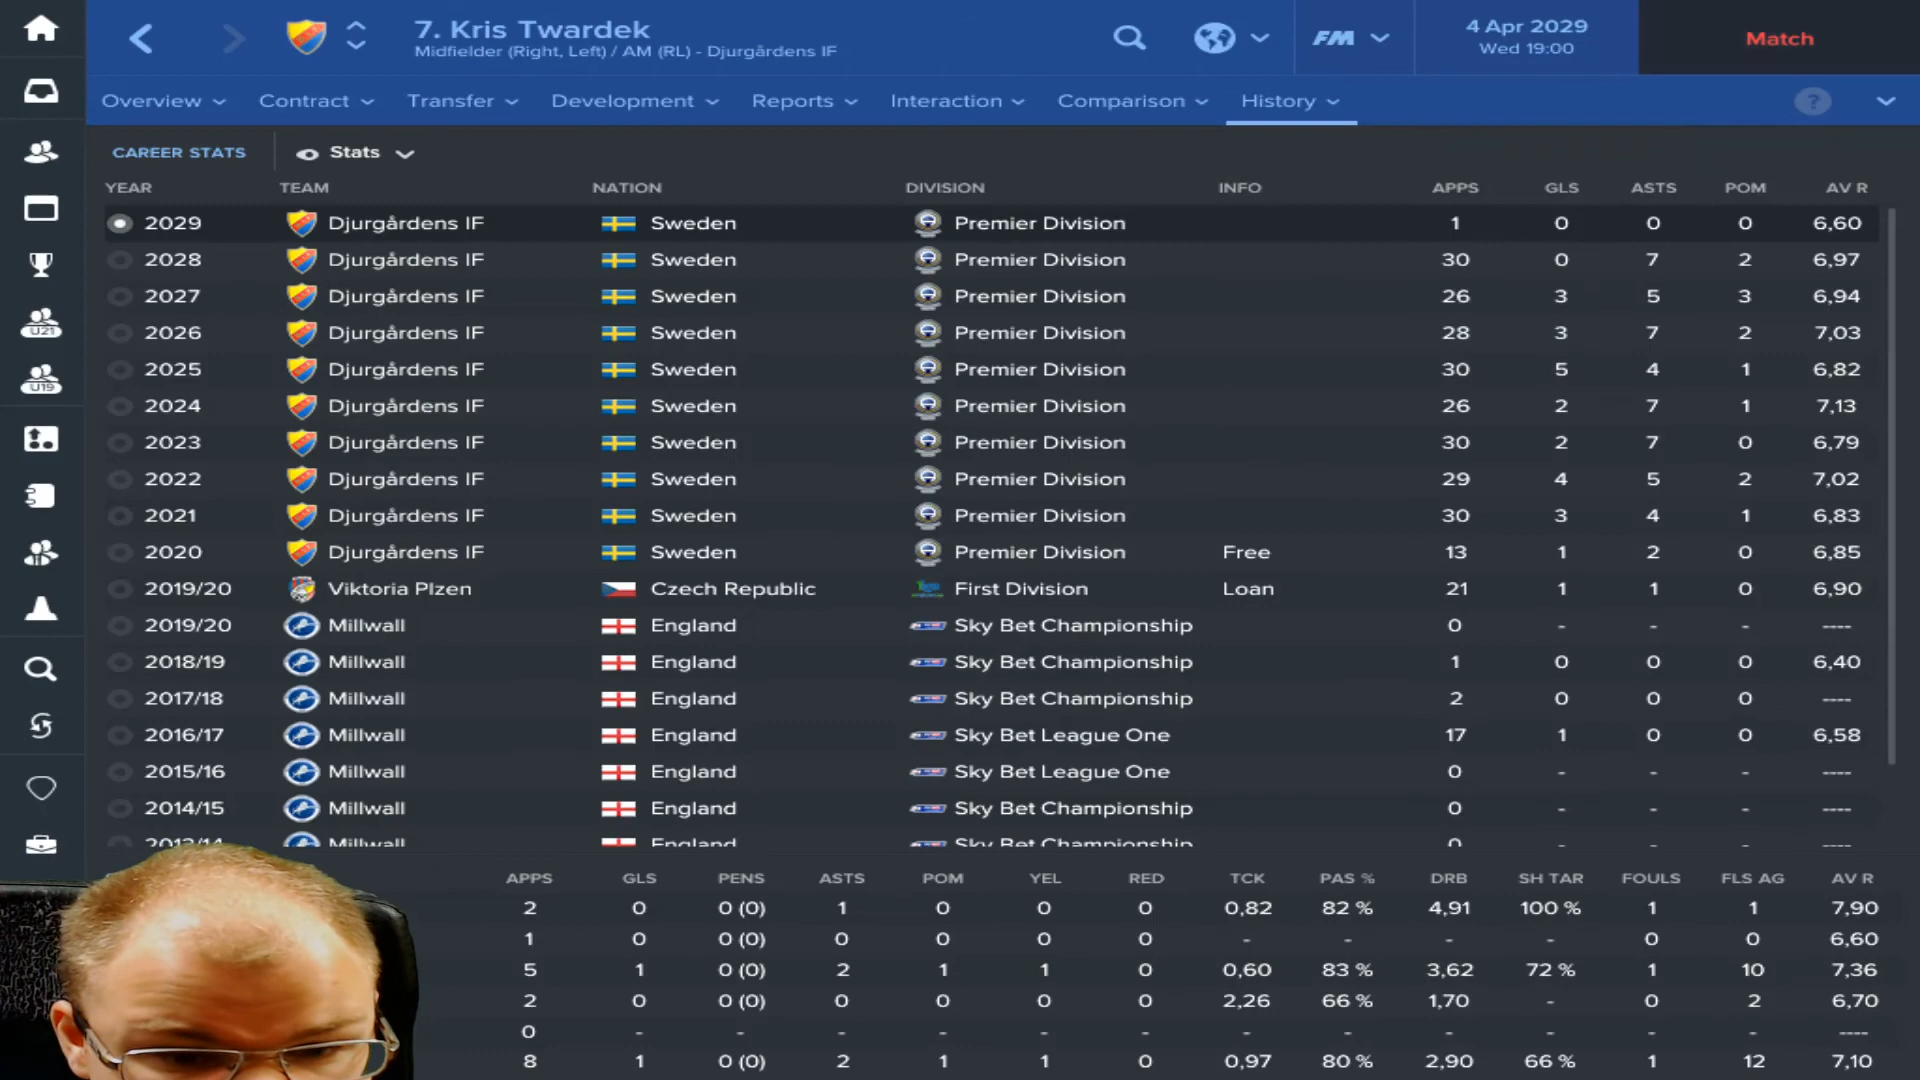 7. Kris Twardek
Midfielder (Right, Left) / AM (RL) - Djurgårdens IF
FM
4 Apr 2029
Wed 19:00
Match
Overview Contract Transfer Development Reports Interaction Comparison History ?
CAREER STATS Stats
YEAR TEAM NATION DIVISION INFO APPS GLS ASTS POM AV R
2029 Djurgårdens IF Sweden Premier Division 1 0 0 0 6,60
2028 Djurgårdens IF Sweden Premier Division 30 0 7 2 6,97
2027 Djurgårdens IF Sweden Premier Division 26 3 5 3 6,94
2026 Djurgårdens IF Sweden Premier Division 28 3 7 2 7,03
2025 Djurgårdens IF Sweden Premier Division 30 5 4 1 6,82
2024 Djurgårdens IF Sweden Premier Division 26 2 7 1 7,13
2023 Djurgårdens IF Sweden Premier Division 30 2 7 0 6,79
2022 Djurgårdens IF Sweden Premier Division 29 4 5 2 7,02
2021 Djurgårdens IF Sweden Premier Division 30 3 4 1 6,83
2020 Djurgårdens IF Sweden Premier Division Free 13 1 2 0 6,85
2019/20 Viktoria Plzen Czech Republic First Division Loan 21 1 1 0 6,90
2019/20 Millwall England Sky Bet Championship 0 - - - ----
2018/19 Millwall England Sky Bet Championship 1 0 0 0 6,40
2017/18 Millwall England Sky Bet Championship 2 0 0 0 ----
2016/17 Millwall England Sky Bet League One 17 1 0 0 6,58
2015/16 Millwall England Sky Bet League One 0 - - - ----
2014/15 Millwall England Sky Bet Championship 0 - - - ----
2013/14 Millwall England Sky Bet Championship 0 - - - ----
APPS GLS PENS ASTS POM YEL RED TCK PAS % DRB SH TAR FOULS FLS AG AV R
2 0 0 (0) 1 0 0 0 0,82 82 % 4,91 100 % 1 1 7,90
1 0 0 (0) 0 0 0 0 - - - - 0 0 6,60
5 1 0 (0) 2 1 1 0 0,60 83 % 3,62 72 % 1 10 7,36
2 0 0 (0) 0 0 0 0 2,26 66 % 1,70 - 0 2 6,70
0 - - - - - - - - - - - - ----
8 1 0 (0) 2 1 1 0 0,97 80 % 2,90 66 % 1 12 7,10
U21
U19